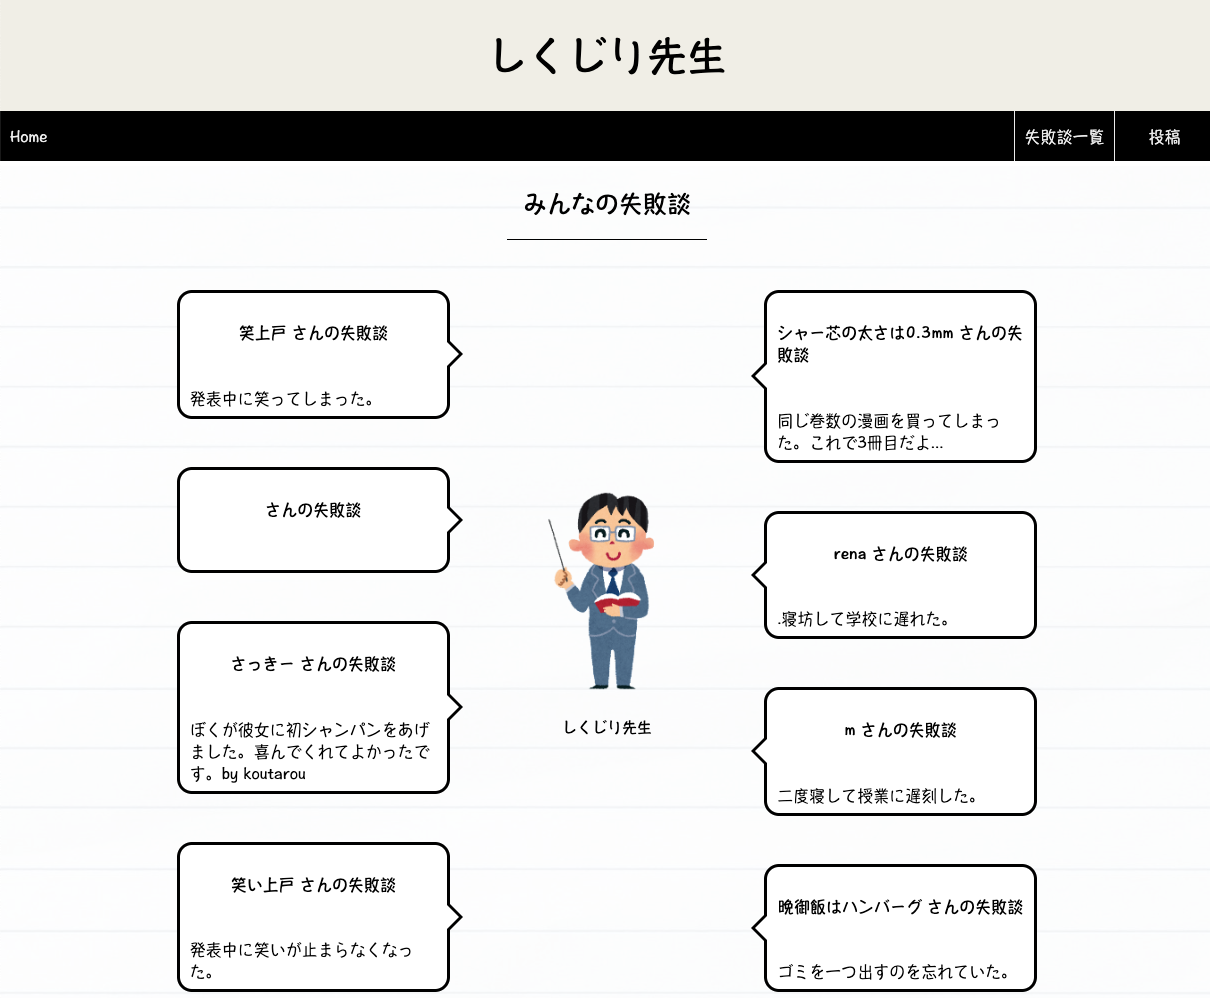 しくじり先生
Home
失敗談一覧
投稿
みんなの失敗談
笑上戸 さんの失敗談
発表中に笑ってしまった。
さんの失敗談
さっきー さんの失敗談
ぼくが彼女に初シャンパンをあげ
ました。喜んでくれてよかったで
す。by koutarou
笑い上戸 さんの失敗談
発表中に笑いが止まらなくなっ
た。
しくじり先生
シャー芯の太さは0.3mm さんの失
敗談
同じ巻数の漫画を買ってしまっ
た。これで3冊目だよ...
rena さんの失敗談
.寝坊して学校に遅れた。
m さんの失敗談
二度寝して授業に遅刻した。
晩御飯はハンバーグ さんの失敗談
ゴミを一つ出すのを忘れていた。